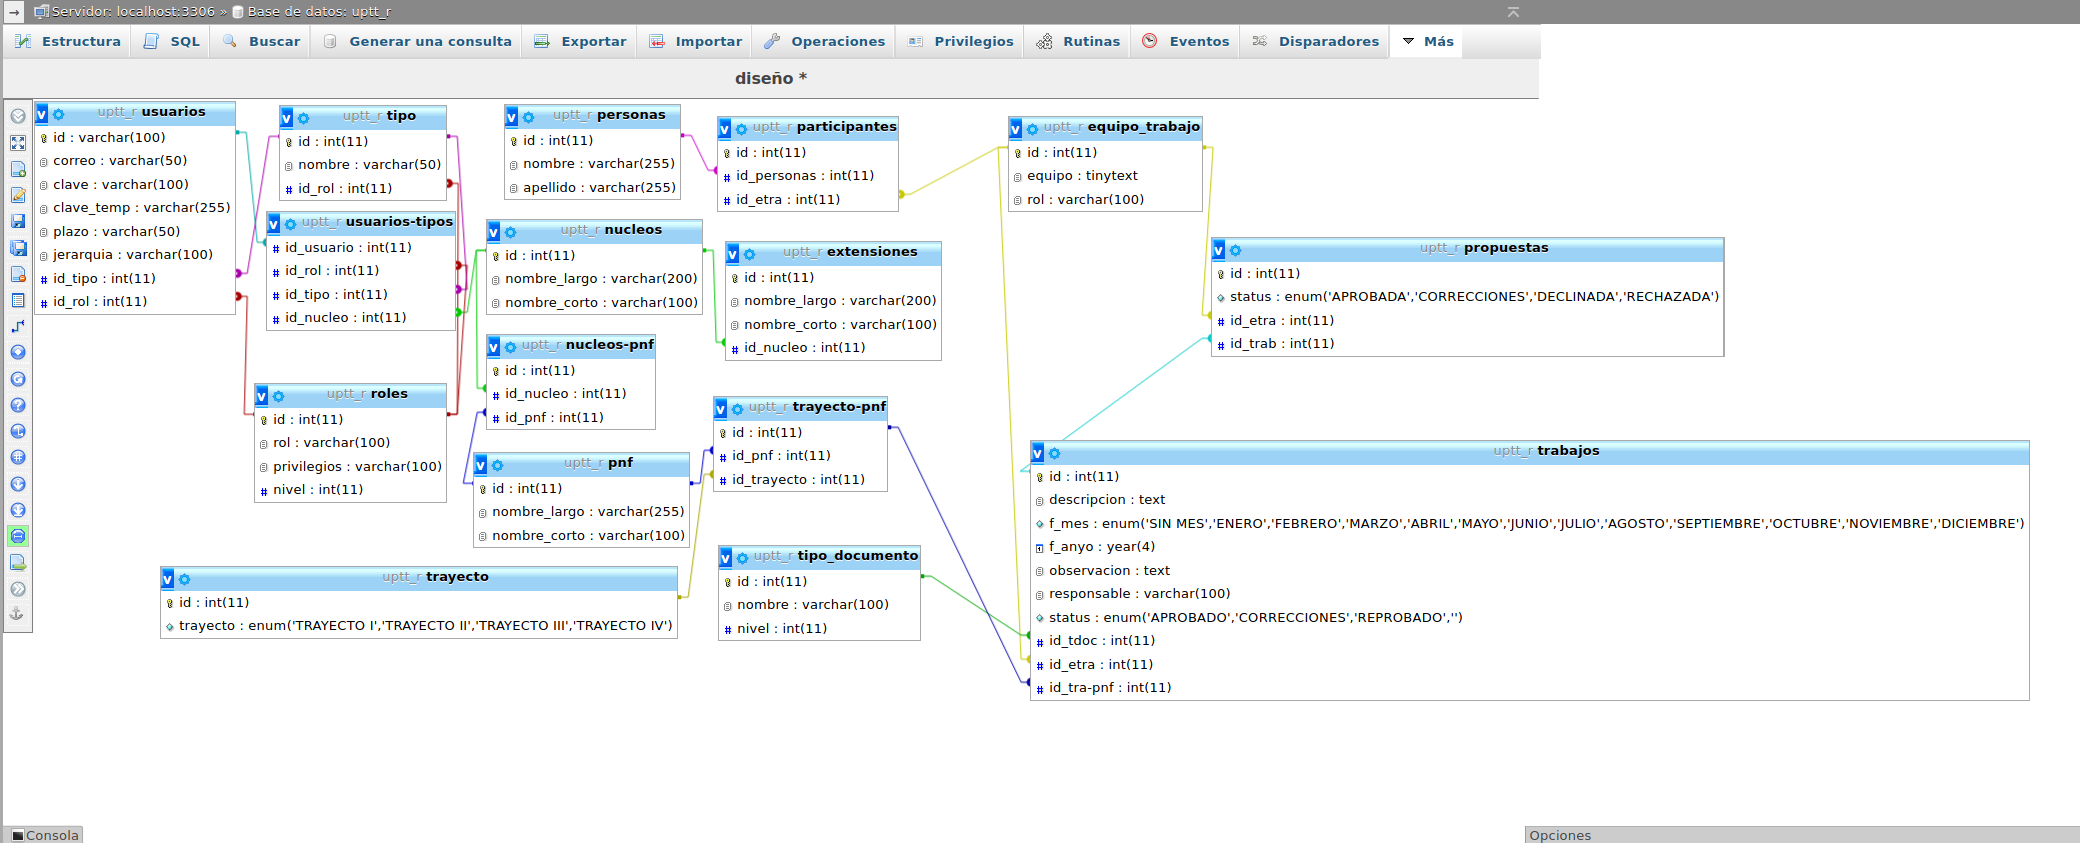 Servidor: localhost:3306 » Base de datos: uptt_r
Estructura SQL Buscar Generar una consulta Exportar Importar Operaciones Privilegios Rutinas Eventos Disparadores Más
diseño *
uptt_r usuarios
id : varchar(100)
correo : varchar(50)
clave : varchar(100)
clave_temp : varchar(255)
plazo : varchar(50)
jerarquia : varchar(100)
id_tipo : int(11)
id_rol : int(11)
uptt_r tipo
id : int(11)
nombre : varchar(50)
id_rol : int(11)
uptt_r usuarios-tipos
id_usuario : int(11)
id_rol : int(11)
id_tipo : int(11)
id_nucleo : int(11)
uptt_r roles
id : int(11)
rol : varchar(100)
privilegios : varchar(100)
nivel : int(11)
uptt_r personas
id : int(11)
nombre : varchar(255)
apellido : varchar(255)
uptt_r nucleos
id : int(11)
nombre_largo : varchar(200)
nombre_corto : varchar(100)
uptt_r nucleos-pnf
id : int(11)
id_nucleo : int(11)
id_pnf : int(11)
uptt_r pnf
id : int(11)
nombre_largo : varchar(255)
nombre_corto : varchar(100)
uptt_r trayecto
id : int(11)
trayecto : enum('TRAYECTO I','TRAYECTO II','TRAYECTO III','TRAYECTO IV')
uptt_r participantes
id : int(11)
id_personas : int(11)
id_etra : int(11)
uptt_r extensiones
id : int(11)
nombre_largo : varchar(200)
nombre_corto : varchar(100)
id_nucleo : int(11)
uptt_r trayecto-pnf
id : int(11)
id_pnf : int(11)
id_trayecto : int(11)
uptt_r tipo_documento
id : int(11)
nombre : varchar(100)
nivel : int(11)
uptt_r equipo_trabajo
id : int(11)
equipo : tinytext
rol : varchar(100)
uptt_r propuestas
id : int(11)
status : enum('APROBADA','CORRECCIONES','DECLINADA','RECHAZADA')
id_etra : int(11)
id_trab : int(11)
uptt_r trabajos
id : int(11)
descripcion : text
f_mes : enum('SIN MES','ENERO','FEBRERO','MARZO','ABRIL','MAYO','JUNIO','JULIO','AGOSTO','SEPTIEMBRE','OCTUBRE','NOVIEMBRE','DICIEMBRE')
f_anyo : year(4)
observacion : text
responsable : varchar(100)
status : enum('APROBADO','CORRECCIONES','REPROBADO','')
id_tdoc : int(11)
id_etra : int(11)
id_tra-pnf : int(11)
Consola
Opciones